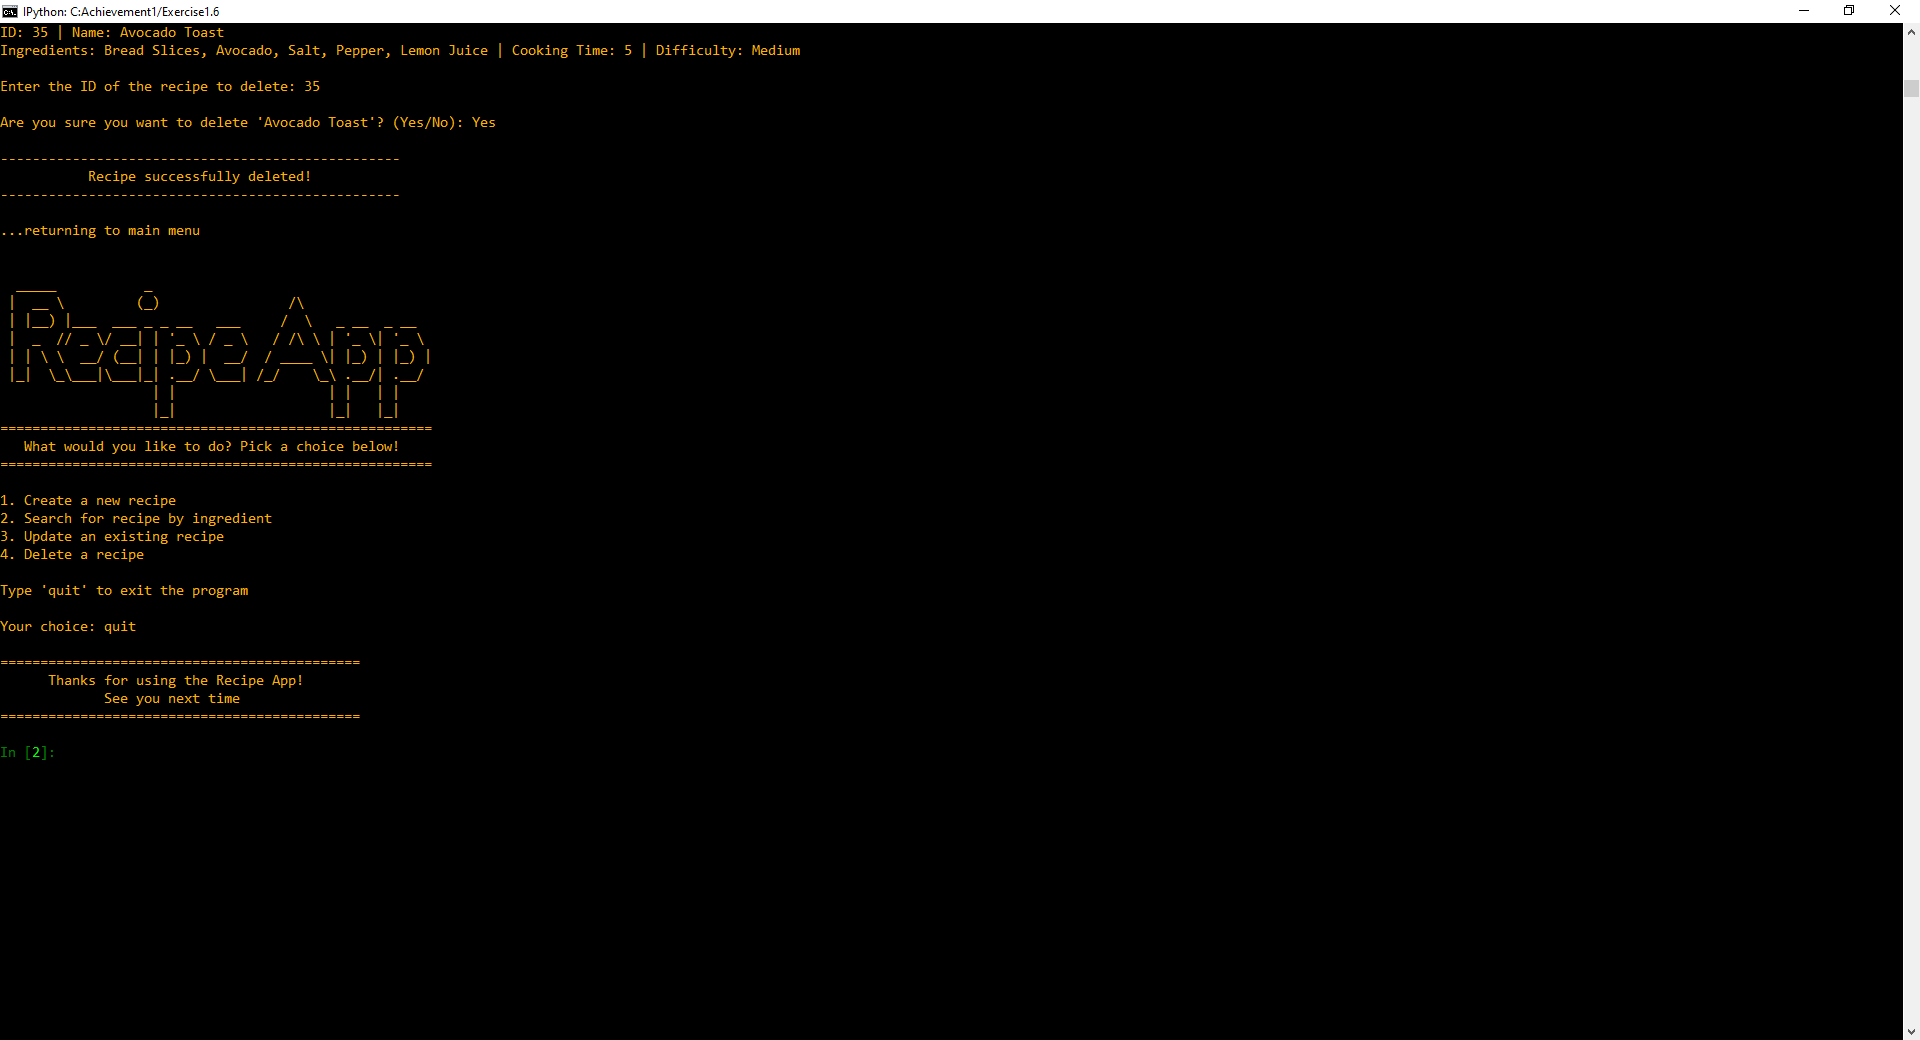 IPython: C:Achievement1/Exercise1.6
ID: 35 | Name: Avocado Toast
Ingredients: Bread Slices, Avocado, Salt, Pepper, Lemon Juice | Cooking Time: 5 | Difficulty: Medium
Enter the ID of the recipe to delete: 35
Are you sure you want to delete 'Avocado Toast'? (Yes/No): Yes
--------------------------------------------------
Recipe successfully deleted!
--------------------------------------------------
...returning to main menu
Recipe App
======================================================
What would you like to do? Pick a choice below!
======================================================
1. Create a new recipe
2. Search for recipe by ingredient
3. Update an existing recipe
4. Delete a recipe
Type 'quit' to exit the program
Your choice: quit
=============================================
Thanks for using the Recipe App!
See you next time
=============================================
In [2]: